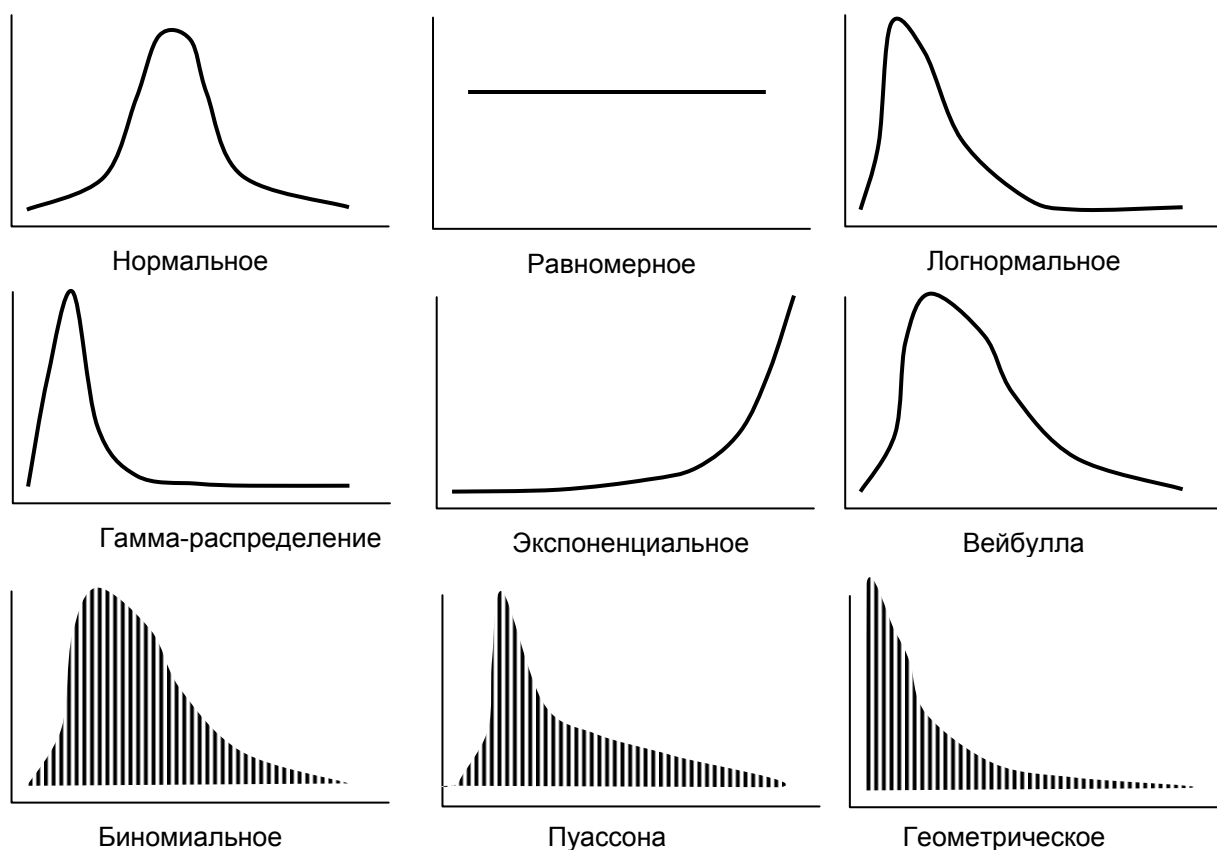 Нормальное
Равномерное
Логнормальное
Гамма-распределение
Экспоненциальное
Вейбулла
Биномиальное
Пуассона
Геометрическое